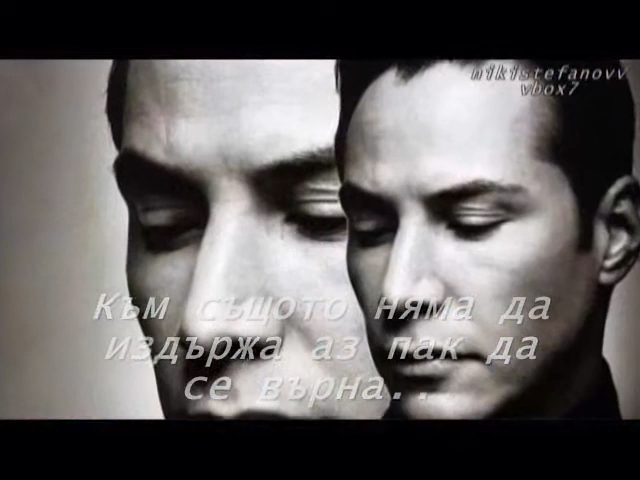 nikistefanovv
vbox7
Към същото няма да
издържа аз пак да
се върна..